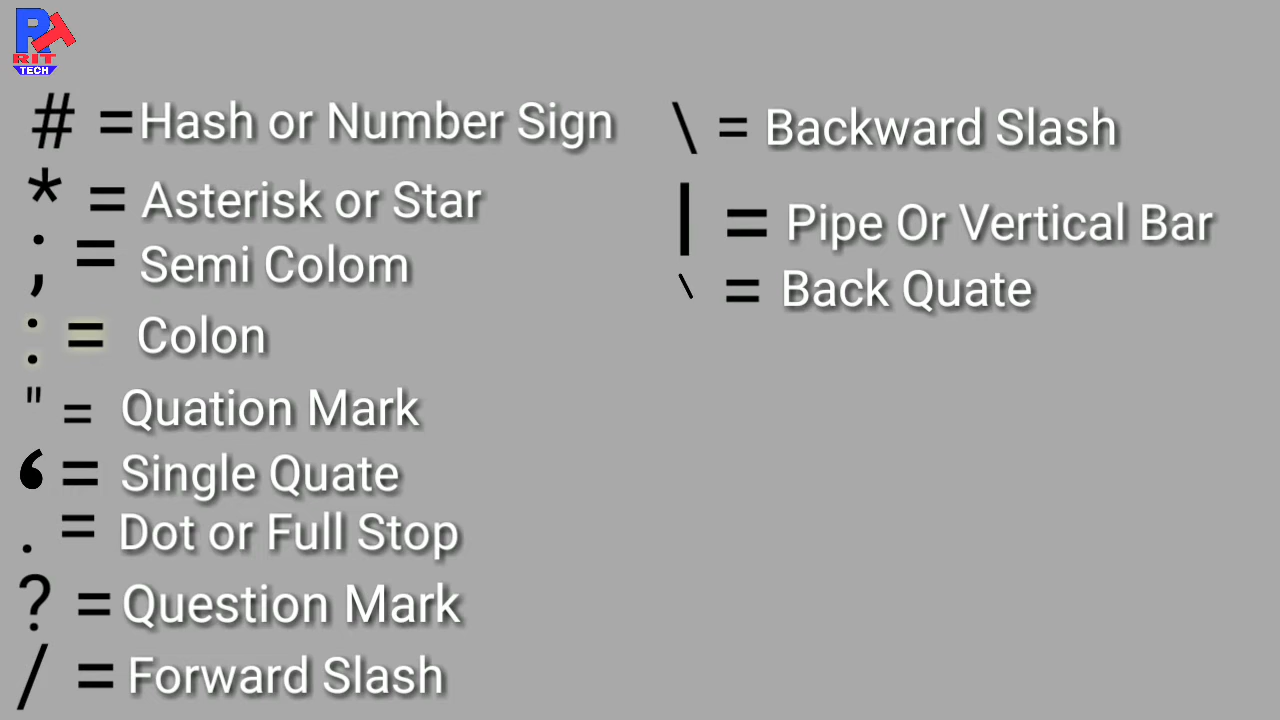 RIT
TECH
# =Hash or Number Sign
* = Asterisk or Star
; = Semi Colom
: = Colon
" = Quation Mark
‘ = Single Quate
. = Dot or Full Stop
? =Question Mark
/ =Forward Slash
\ = Backward Slash
| = Pipe Or Vertical Bar
` = Back Quate